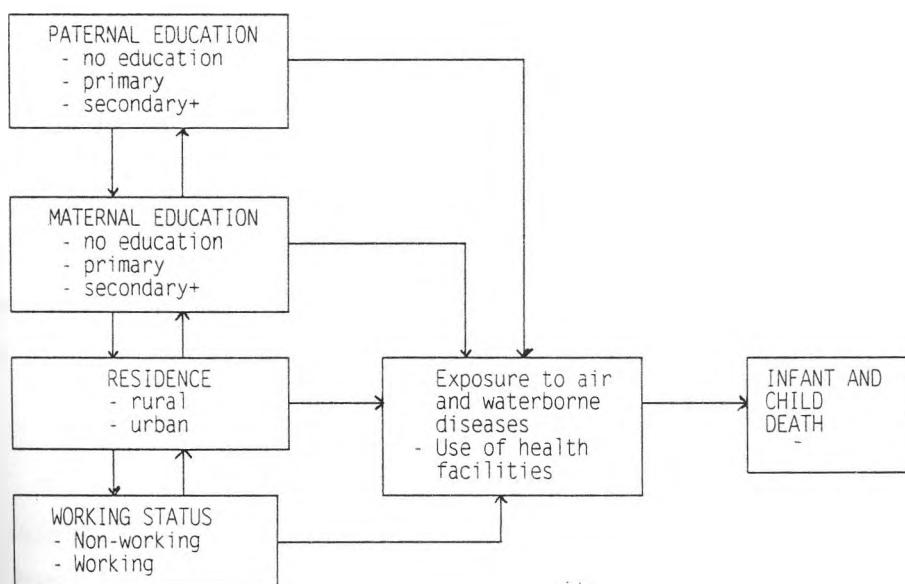 PATERNAL EDUCATION
- no education
- primary
- secondary+
MATERNAL EDUCATION
- no education
- primary
- secondary+
RESIDENCE
- rural
- urban
WORKING STATUS
- Non-working
- Working
Exposure to air
and waterborne
diseases
- Use of health
facilities
INFANT AND
CHILD
DEATH
-